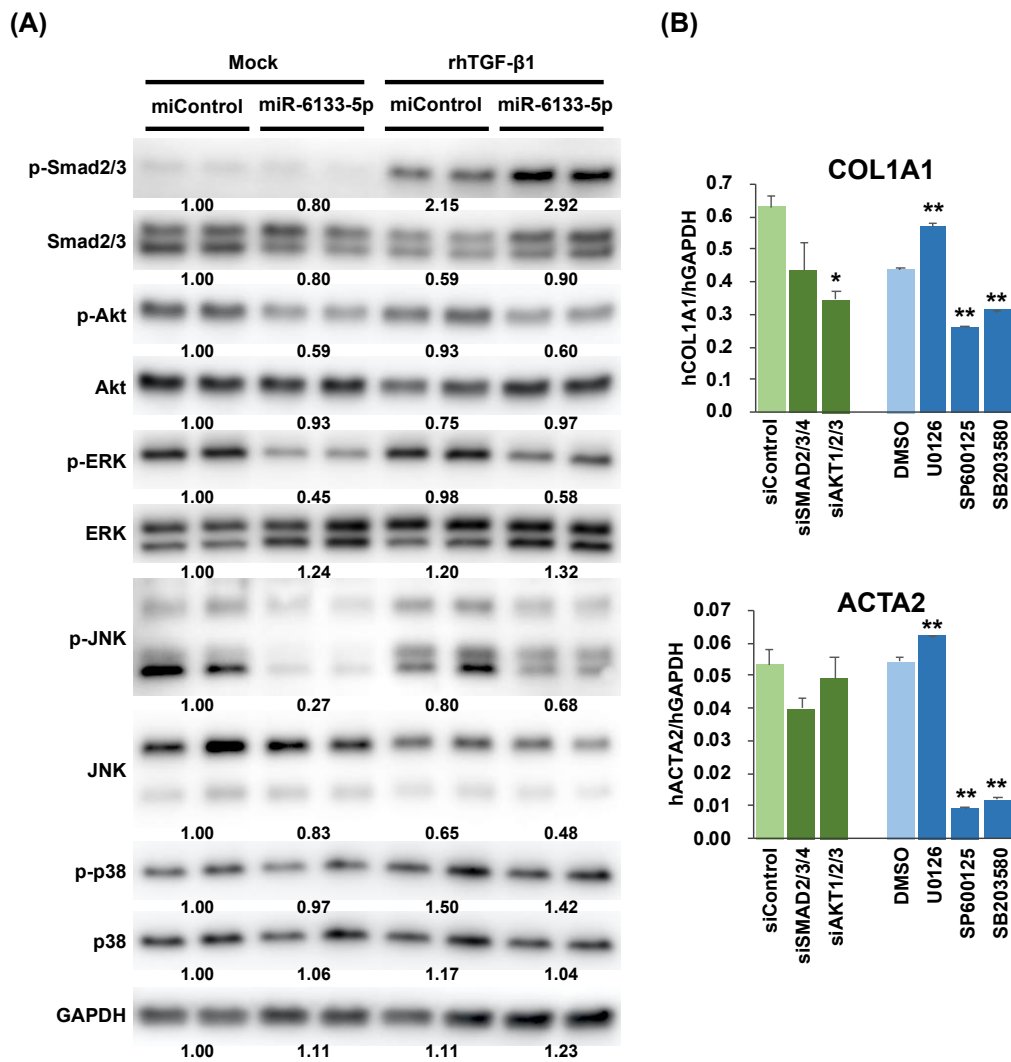 (A)
Mock rhTGF-β1
miControl miR-6133-5p miControl miR-6133-5p
p-Smad2/3
1.00 0.80 2.15 2.92
Smad2/3
1.00 0.80 0.59 0.90
p-Akt
1.00 0.59 0.93 0.60
Akt
1.00 0.93 0.75 0.97
p-ERK
1.00 0.45 0.98 0.58
ERK
1.00 1.24 1.20 1.32
p-JNK
1.00 0.27 0.80 0.68
JNK
1.00 0.83 0.65 0.48
p-p38
1.00 0.97 1.50 1.42
p38
1.00 1.06 1.17 1.04
GAPDH
1.00 1.11 1.11 1.23
(B)
COL1A1
hCOL1A1/hGAPDH
0.7
0.6
0.5
0.4
0.3
0.2
0.1
0.0
*
**
**
**
siControl
siSMAD2/3/4
siAKT1/2/3
DMSO
U0126
SP600125
SB203580
ACTA2
hACTA2/hGAPDH
0.07
0.06
0.05
0.04
0.03
0.02
0.01
0.00
**
**
**
siControl
siSMAD2/3/4
siAKT1/2/3
DMSO
U0126
SP600125
SB203580